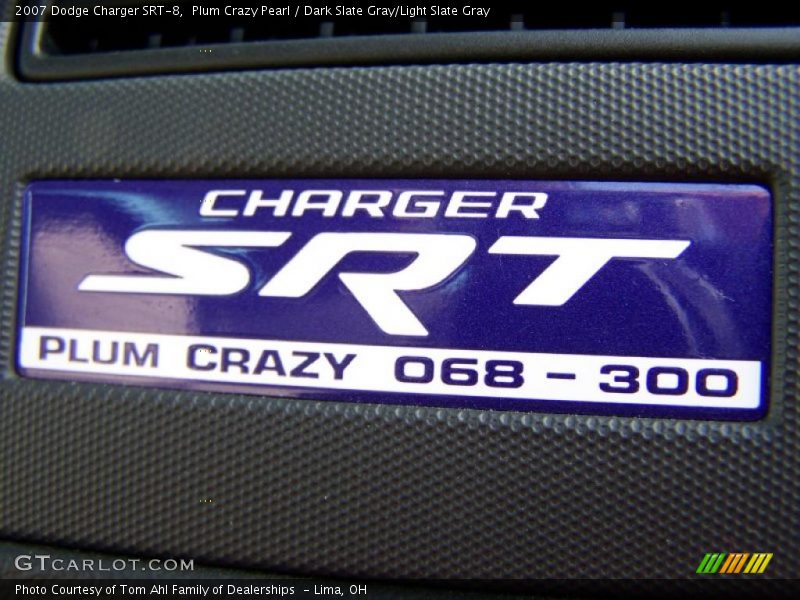 2007 Dodge Charger SRT-8,  Plum Crazy Pearl / Dark Slate Gray/Light Slate Gray
CHARGER
SRT
PLUM CRAZY 068 - 300
GTCARLOT.COM
Photo Courtesy of Tom Ahl Family of Dealerships  - Lima, OH